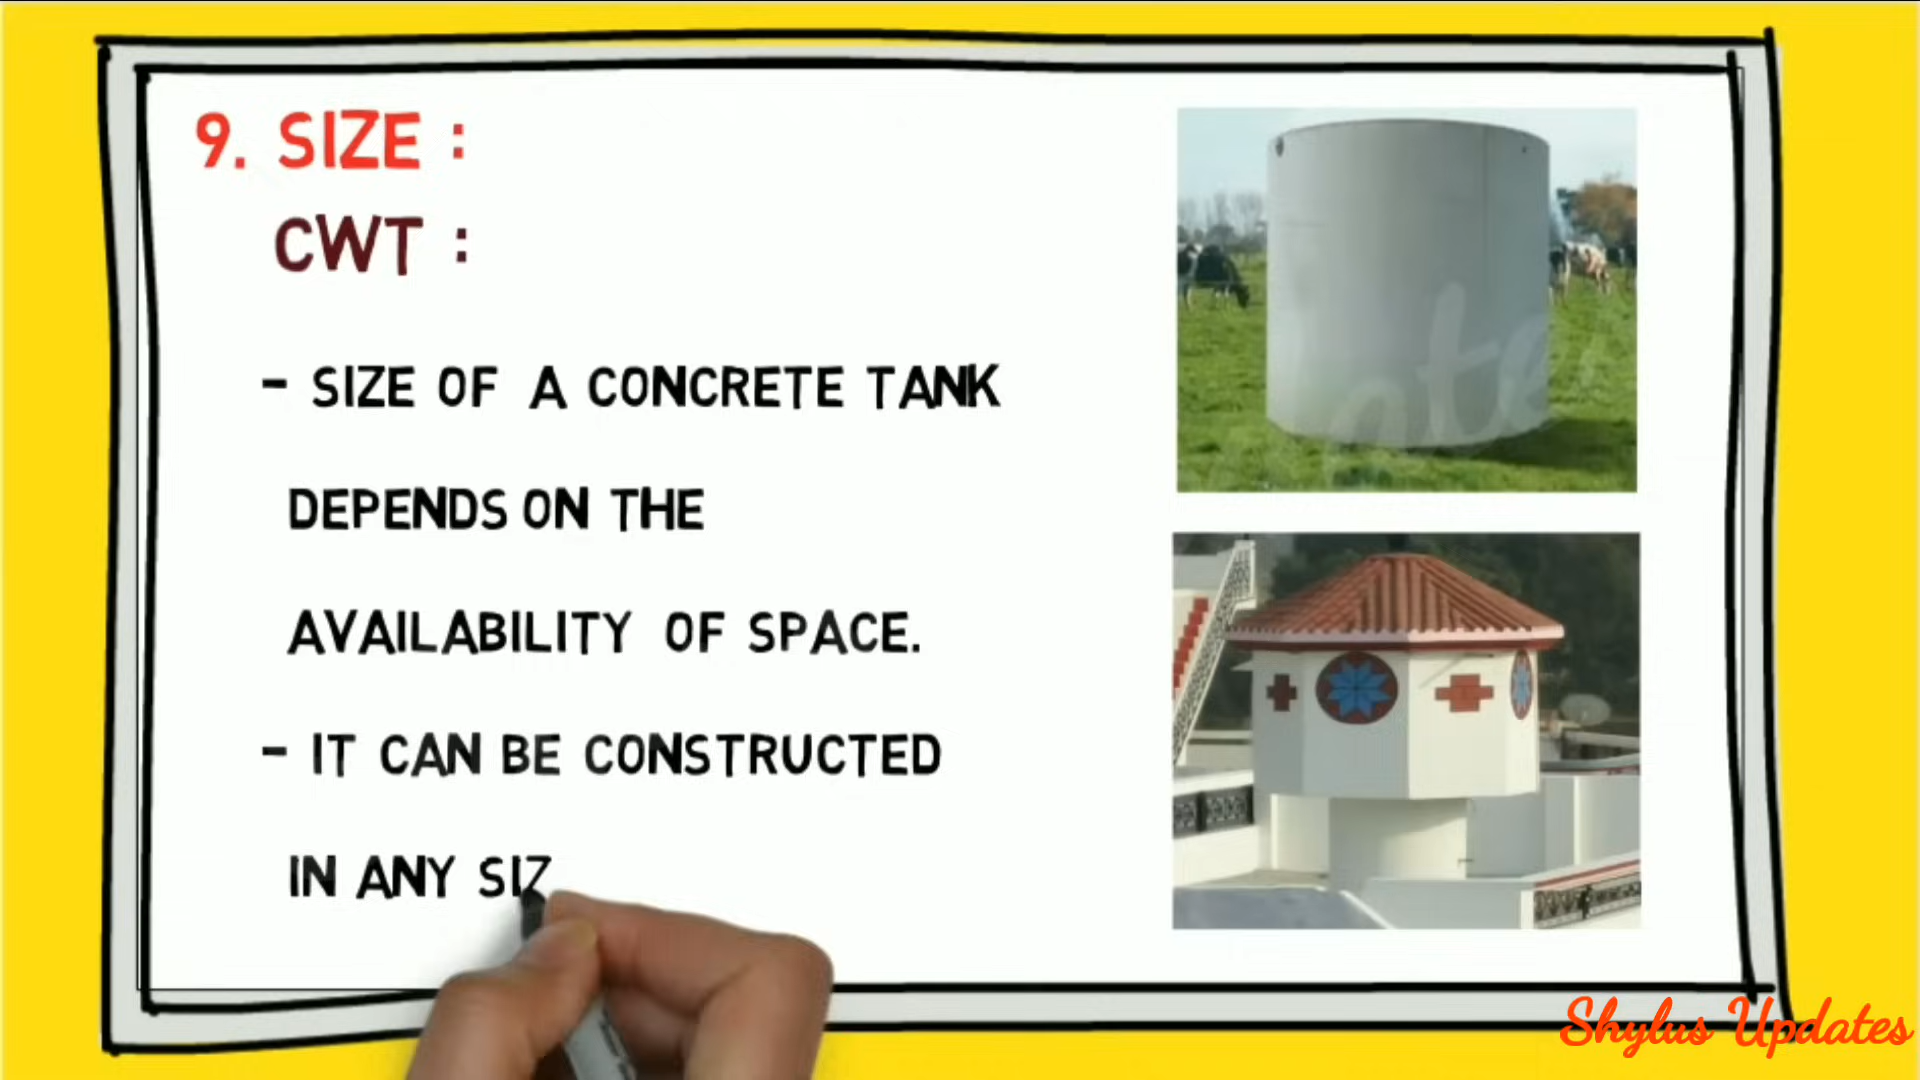 9. SIZE :
CWT :
- SIZE OF A CONCRETE TANK
DEPENDS ON THE
AVAILABILITY OF SPACE.
- IT CAN BE CONSTRUCTED
IN ANY SIZ
Shylus Updates